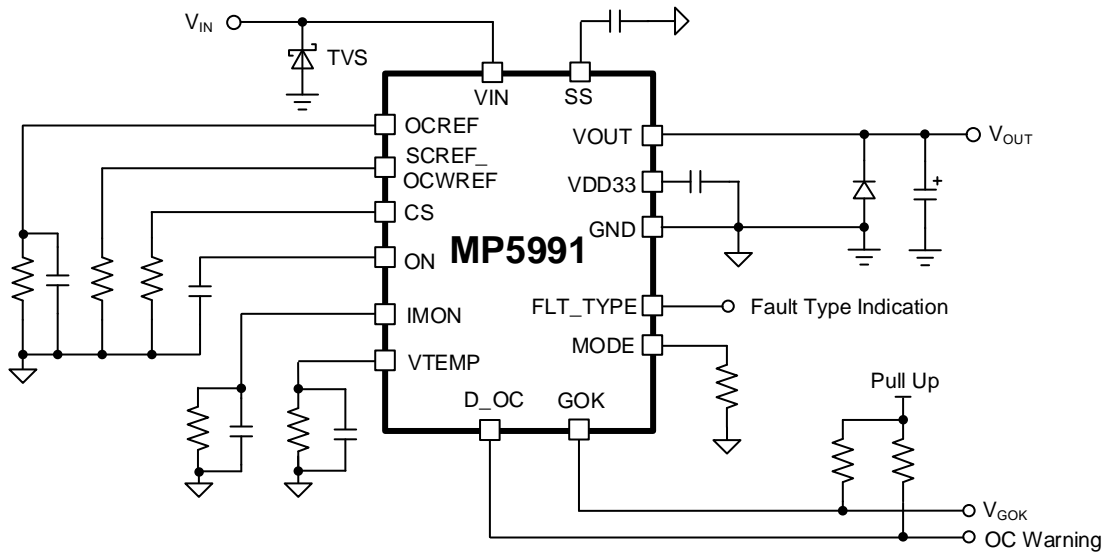 V_IN
TVS
VIN
SS
OCREF
VOUT
V_OUT
SCREF_
OCWREF
VDD33
CS
GND
MP5991
ON
+
IMON
FLT_TYPE
Fault Type Indication
MODE
VTEMP
Pull Up
D_OC
GOK
V_GOK
OC Warning